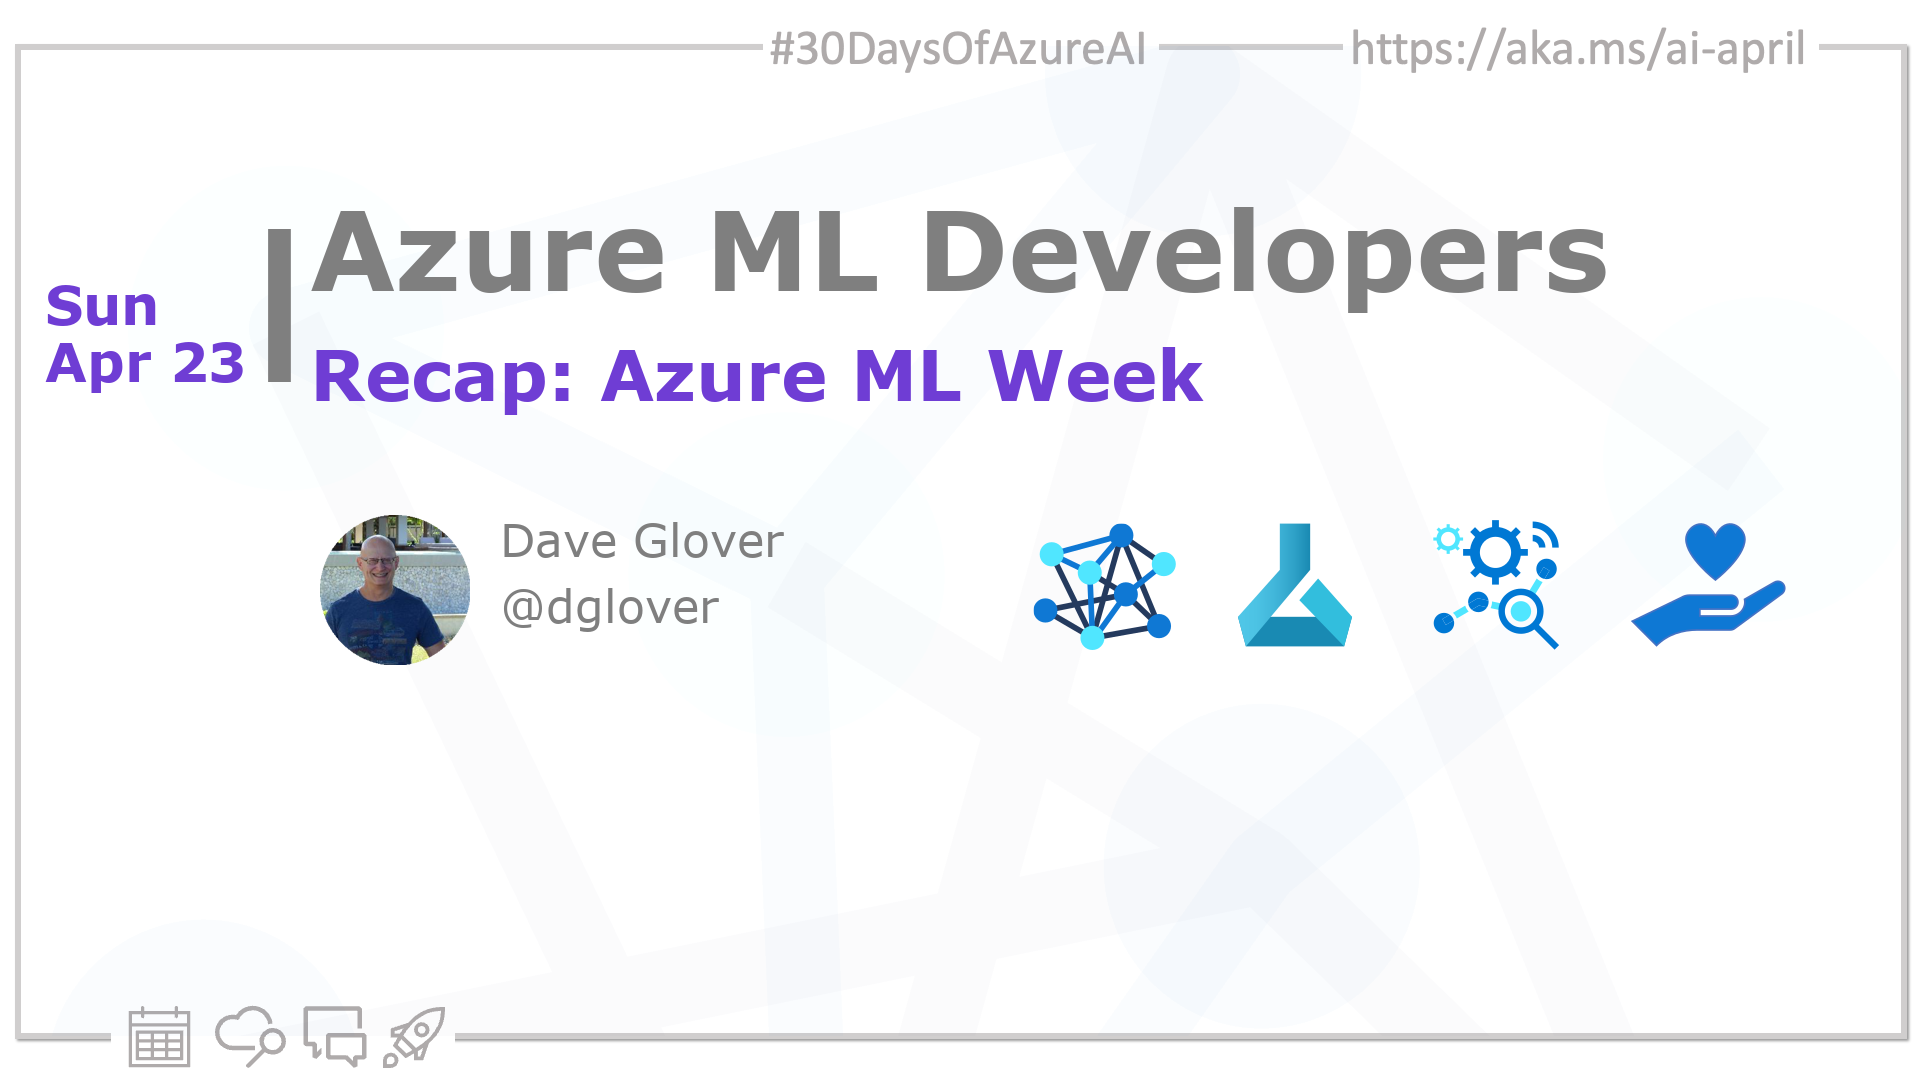 #30DaysOfAzureAI
https://aka.ms/ai-april
Azure ML Developers
Sun
Apr 23
Recap: Azure ML Week
Dave Glover
@dglover